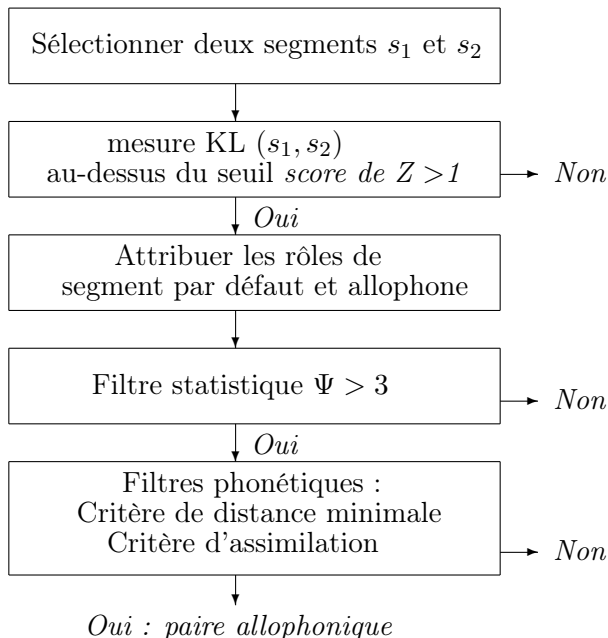 Sélectionner deux segments s₁ et s₂
mesure KL (s₁, s₂)
au-dessus du seuil score de Z >1
Non
Oui
Attribuer les rôles de
segment par défaut et allophone
Filtre statistique Ψ > 3
Non
Oui
Filtres phonétiques :
Critère de distance minimale
Critère d'assimilation
Non
Oui : paire allophonique